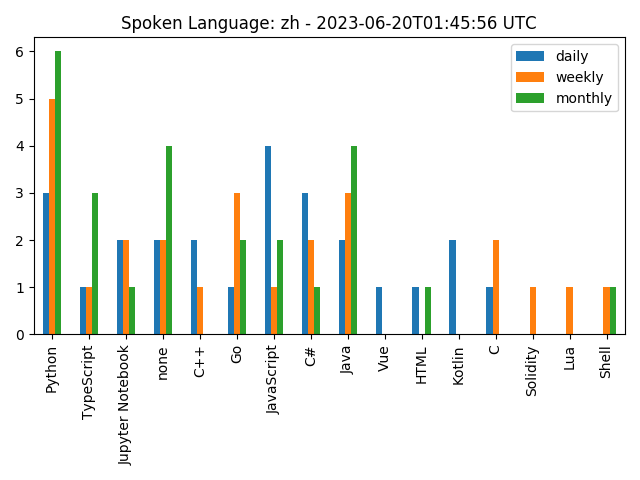 Spoken Language: zh - 2023-06-20T01:45:56 UTC
daily
weekly
monthly
6
5
4
3
2
1
0
Python
TypeScript
Jupyter Notebook
none
C++
Go
JavaScript
C#
Java
Vue
HTML
Kotlin
C
Solidity
Lua
Shell